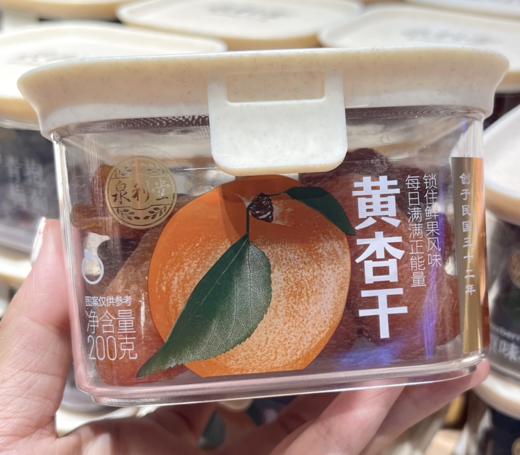 泉利堂
黄杏干
锁住鲜果风味
每日满满正能量
创于民国三十二年
图案仅供参考
净含量
200克